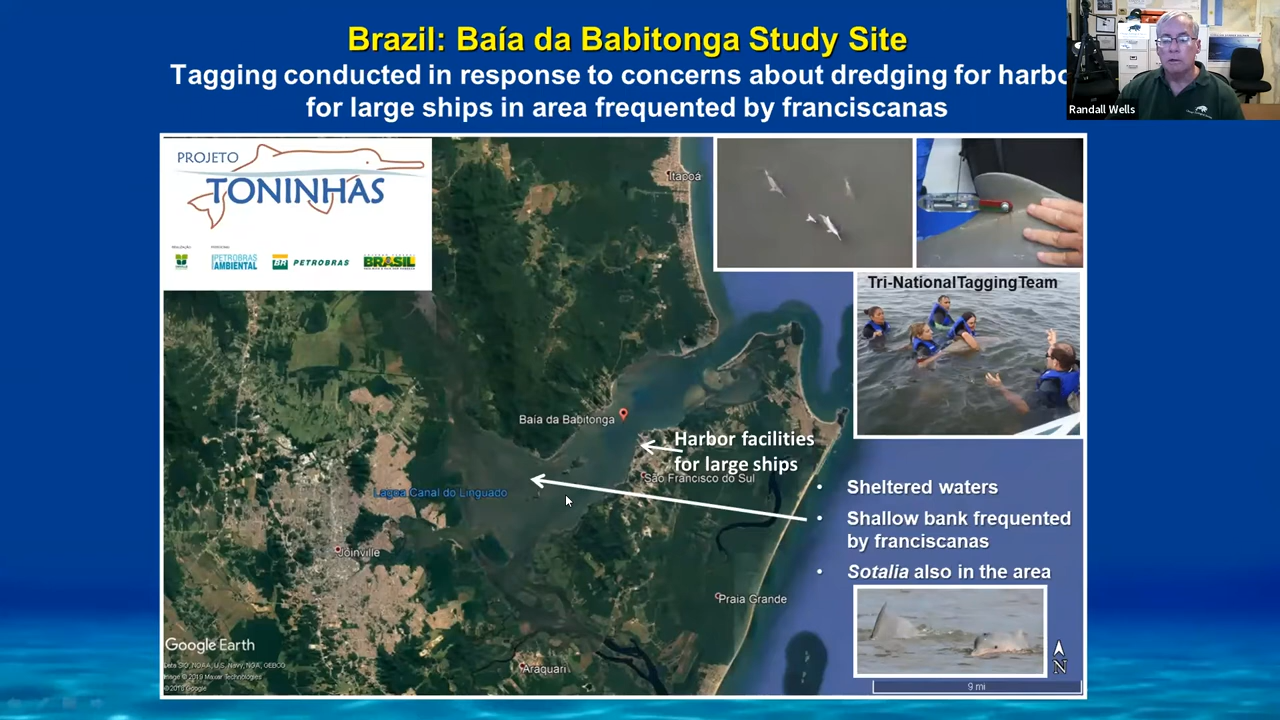 Brazil: Baía da Babitonga Study Site
Tagging conducted in response to concerns about dredging for harbo
for large ships in area frequented by franciscanas
Randall Wells
PROJETO
TONINHAS
PETROBRAS
AMBIENTAL
BR PETROBRAS
BRASIL
Itapoá
Tri-National Tagging Team
Baía da Babitonga
Harbor facilities
for large ships
São Francisco do Sul
Lagoa Canal do Linguado
Joinville
• Sheltered waters
• Shallow bank frequented
by franciscanas
• Sotalia also in the area
Praia Grande
Araquari
Google Earth
Data SIO, NOAA, U.S. Navy, NGA, GEBCO
Image © 2019 Maxar Technologies
© 2018 Google
N
9 mi